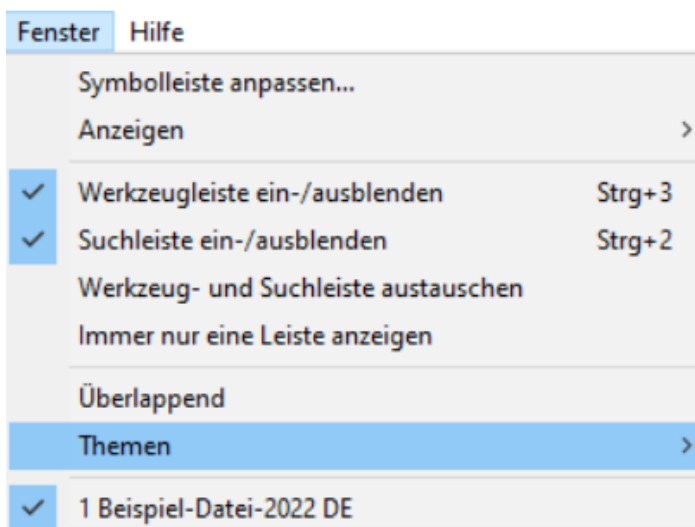 Fenster Hilfe
Symbolleiste anpassen...
Anzeigen
Werkzeugleiste ein-/ausblenden Strg+3
Suchleiste ein-/ausblenden Strg+2
Werkzeug- und Suchleiste austauschen
Immer nur eine Leiste anzeigen
Überlappend
Themen
1 Beispiel-Datei-2022 DE